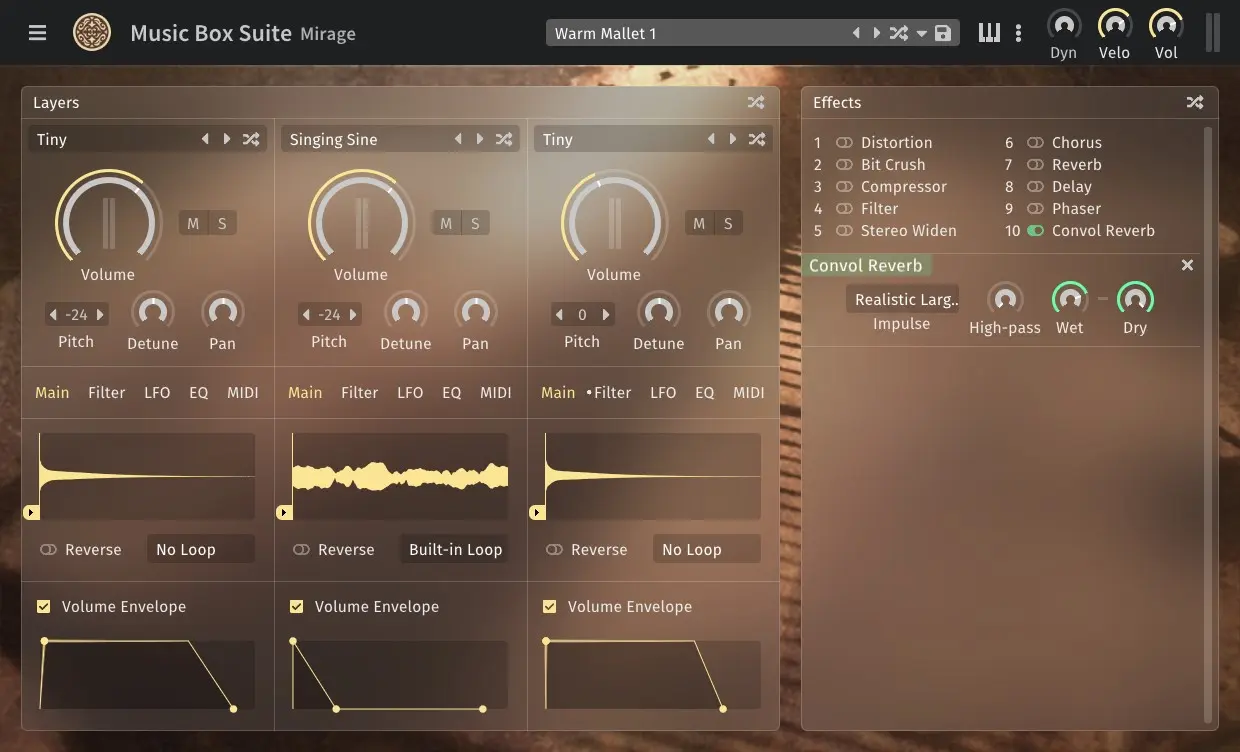 Music Box Suite Mirage
Warm Mallet 1
Dyn Velo Vol
Layers
Tiny
Singing Sine
Tiny
M S
M S
M S
Volume
Volume
Volume
-24
-24
0
Pitch Detune Pan
Pitch Detune Pan
Pitch Detune Pan
Main Filter LFO EQ MIDI
Main Filter LFO EQ MIDI
Main •Filter LFO EQ MIDI
Reverse No Loop
Reverse Built-in Loop
Reverse No Loop
Volume Envelope
Volume Envelope
Volume Envelope
Effects
1 Distortion
2 Bit Crush
3 Compressor
4 Filter
5 Stereo Widen
6 Chorus
7 Reverb
8 Delay
9 Phaser
10 Convol Reverb
Convol Reverb
Realistic Larg..
Impulse High-pass Wet Dry